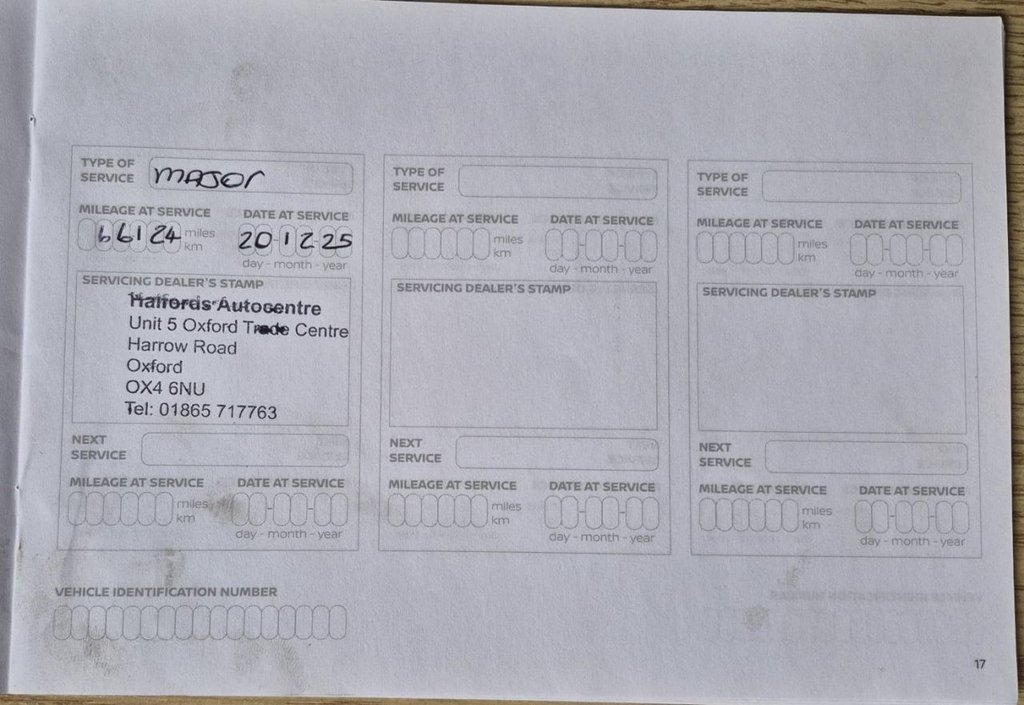 TYPE OF
SERVICE
major
MILEAGE AT SERVICE DATE AT SERVICE
66124 miles
km
20-12-25
day - month - year
SERVICING DEALER'S STAMP
Halfords Autocentre
Unit 5 Oxford Trade Centre
Harrow Road
Oxford
OX4 6NU
Tel: 01865 717763
NEXT
SERVICE
MILEAGE AT SERVICE DATE AT SERVICE
miles
km
day - month - year
TYPE OF
SERVICE
MILEAGE AT SERVICE DATE AT SERVICE
miles
km
day - month - year
SERVICING DEALER'S STAMP
NEXT
SERVICE
MILEAGE AT SERVICE DATE AT SERVICE
miles
km
day - month - year
TYPE OF
SERVICE
MILEAGE AT SERVICE DATE AT SERVICE
miles
km
day - month - year
SERVICING DEALER'S STAMP
NEXT
SERVICE
MILEAGE AT SERVICE DATE AT SERVICE
miles
km
day - month - year
VEHICLE IDENTIFICATION NUMBER
17